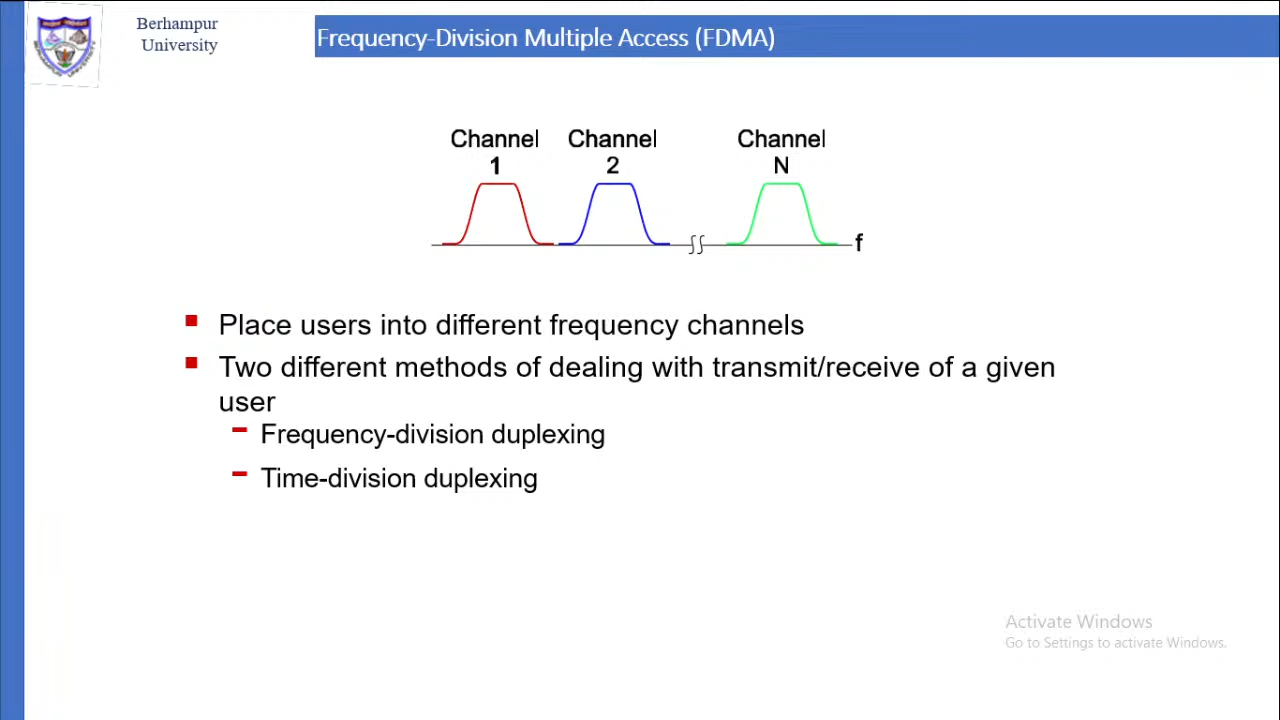 Berhampur
University
Frequency-Division Multiple Access (FDMA)
Channel Channel Channel
1 2 N
f
Place users into different frequency channels
Two different methods of dealing with transmit/receive of a given
user
Frequency-division duplexing
Time-division duplexing
Activate Windows
Go to Settings to activate Windows.